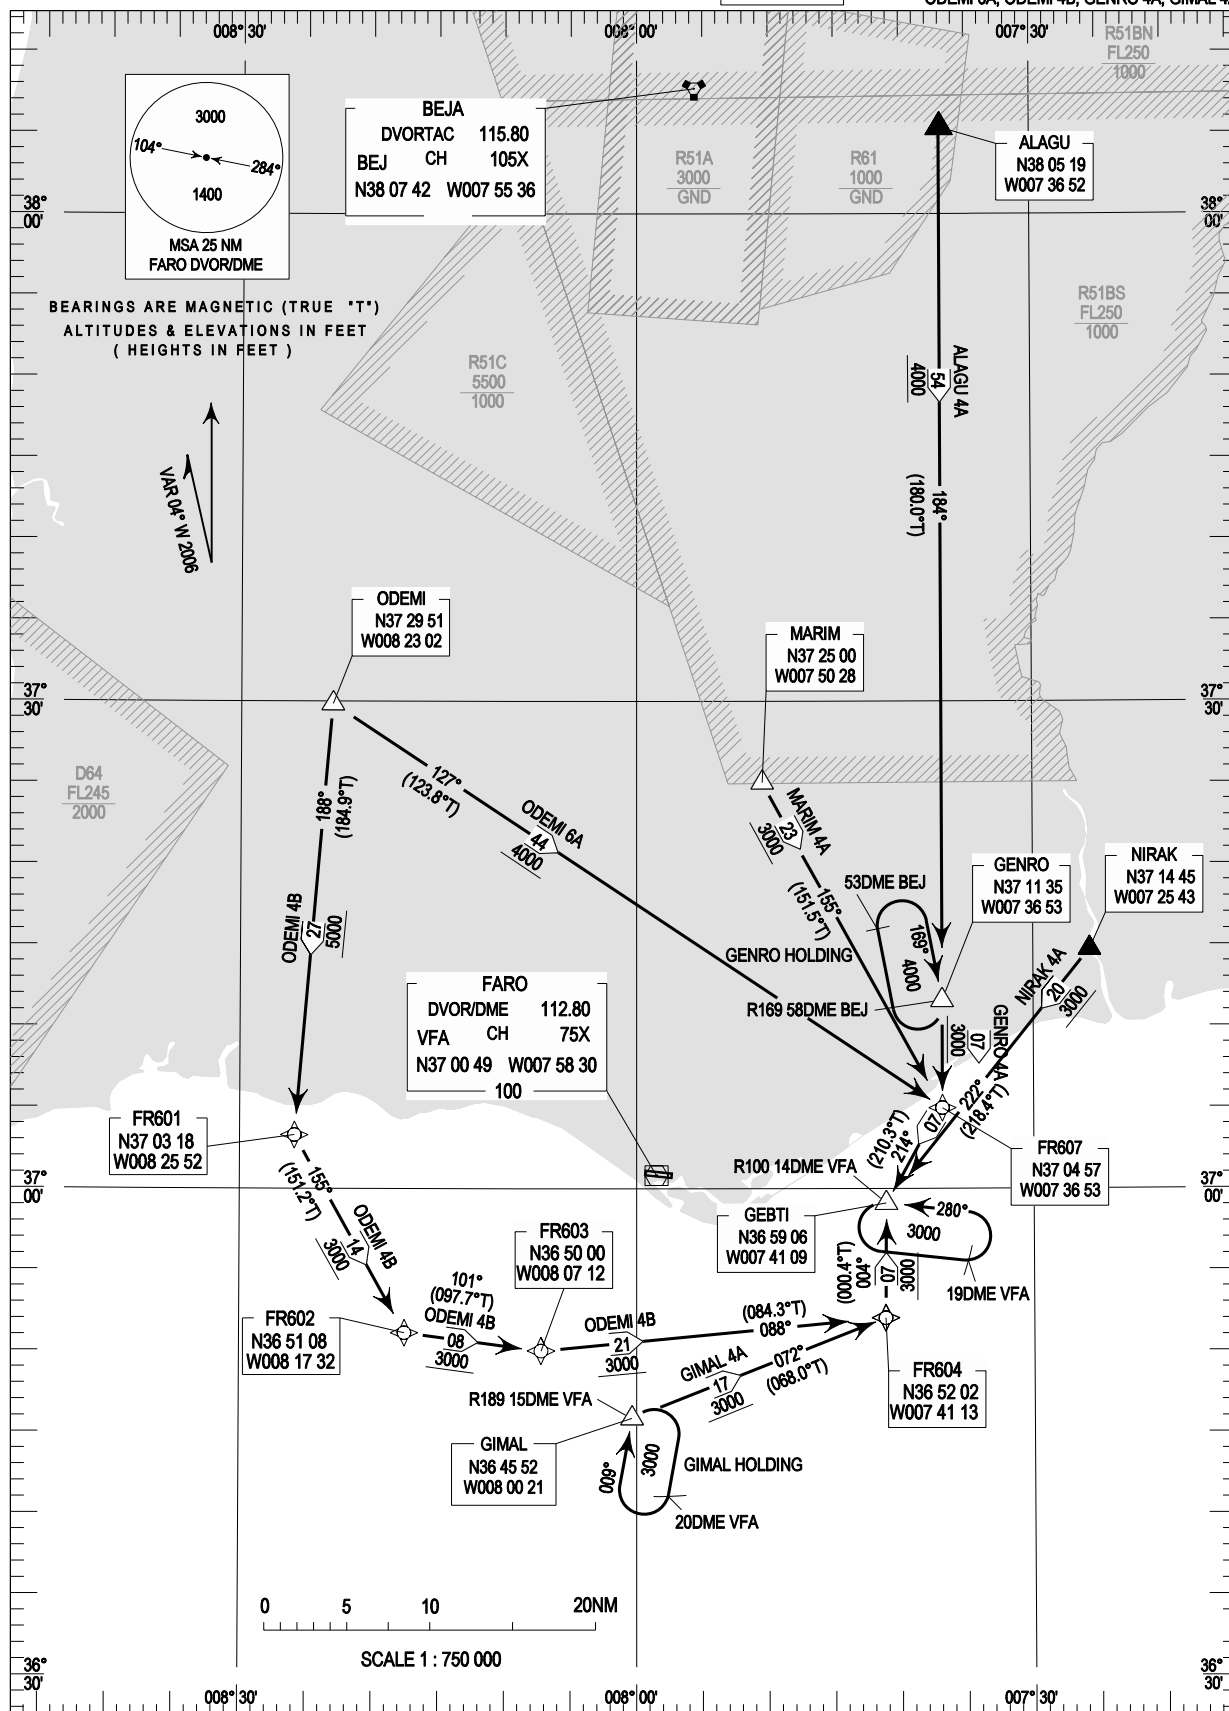 008° 30'
008° 00'
007° 30'
R51BN
FL250
1000
3000
104°
284°
1400
MSA 25 NM
FARO DVOR/DME
BEJA
DVORTAC 115.80
BEJ CH 105X
N38 07 42 W007 55 36
R51A
3000
GND
R61
1000
GND
ALAGU
N38 05 19
W007 36 52
38°
00'
38°
00'
BEARINGS ARE MAGNETIC (TRUE "T")
ALTITUDES & ELEVATIONS IN FEET
( HEIGHTS IN FEET )
R51BS
FL250
1000
R51C
5500
1000
ALAGU 4A
54
4000
184°
(180.0°T)
VAR 04° W 2006
ODEMI
N37 29 51
W008 23 02
MARIM
N37 25 00
W007 50 28
37°
30'
37°
30'
D64
FL245
2000
188°
(184.9°T)
127°
(123.8°T)
ODEMI 6A
44
4000
MARIM 4A
23
3000
155°
(151.5°T)
53DME BEJ
GENRO
N37 11 35
W007 36 53
NIRAK
N37 14 45
W007 25 43
ODEMI 4B
27
5000
169°
4000
GENRO HOLDING
NIRAK 4A
20
3000
FARO
DVOR/DME 112.80
VFA CH 75X
N37 00 49 W007 58 30
100
R169 58DME BEJ
GENRO 4A
07
3000
222°
(218.4°T)
FR601
N37 03 18
W008 25 52
07
214°
(210.3°T)
FR607
N37 04 57
W007 36 53
R100 14DME VFA
37°
00'
37°
00'
155°
(151.2°T)
ODEMI 4B
14
3000
GEBTI
N36 59 06
W007 41 09
280°
3000
FR603
N36 50 00
W008 07 12
004°
(000.4°T)
07
3000
19DME VFA
101°
(097.7°T)
ODEMI 4B
08
3000
FR602
N36 51 08
W008 17 32
ODEMI 4B
21
3000
(084.3°T)
088°
GIMAL 4A
17
3000
072°
(068.0°T)
FR604
N36 52 02
W007 41 13
R189 15DME VFA
GIMAL
N36 45 52
W008 00 21
009°
3000
GIMAL HOLDING
20DME VFA
0 5 10 20NM
SCALE 1 : 750 000
36°
30'
36°
30'
008° 30'
008° 00'
007° 30'